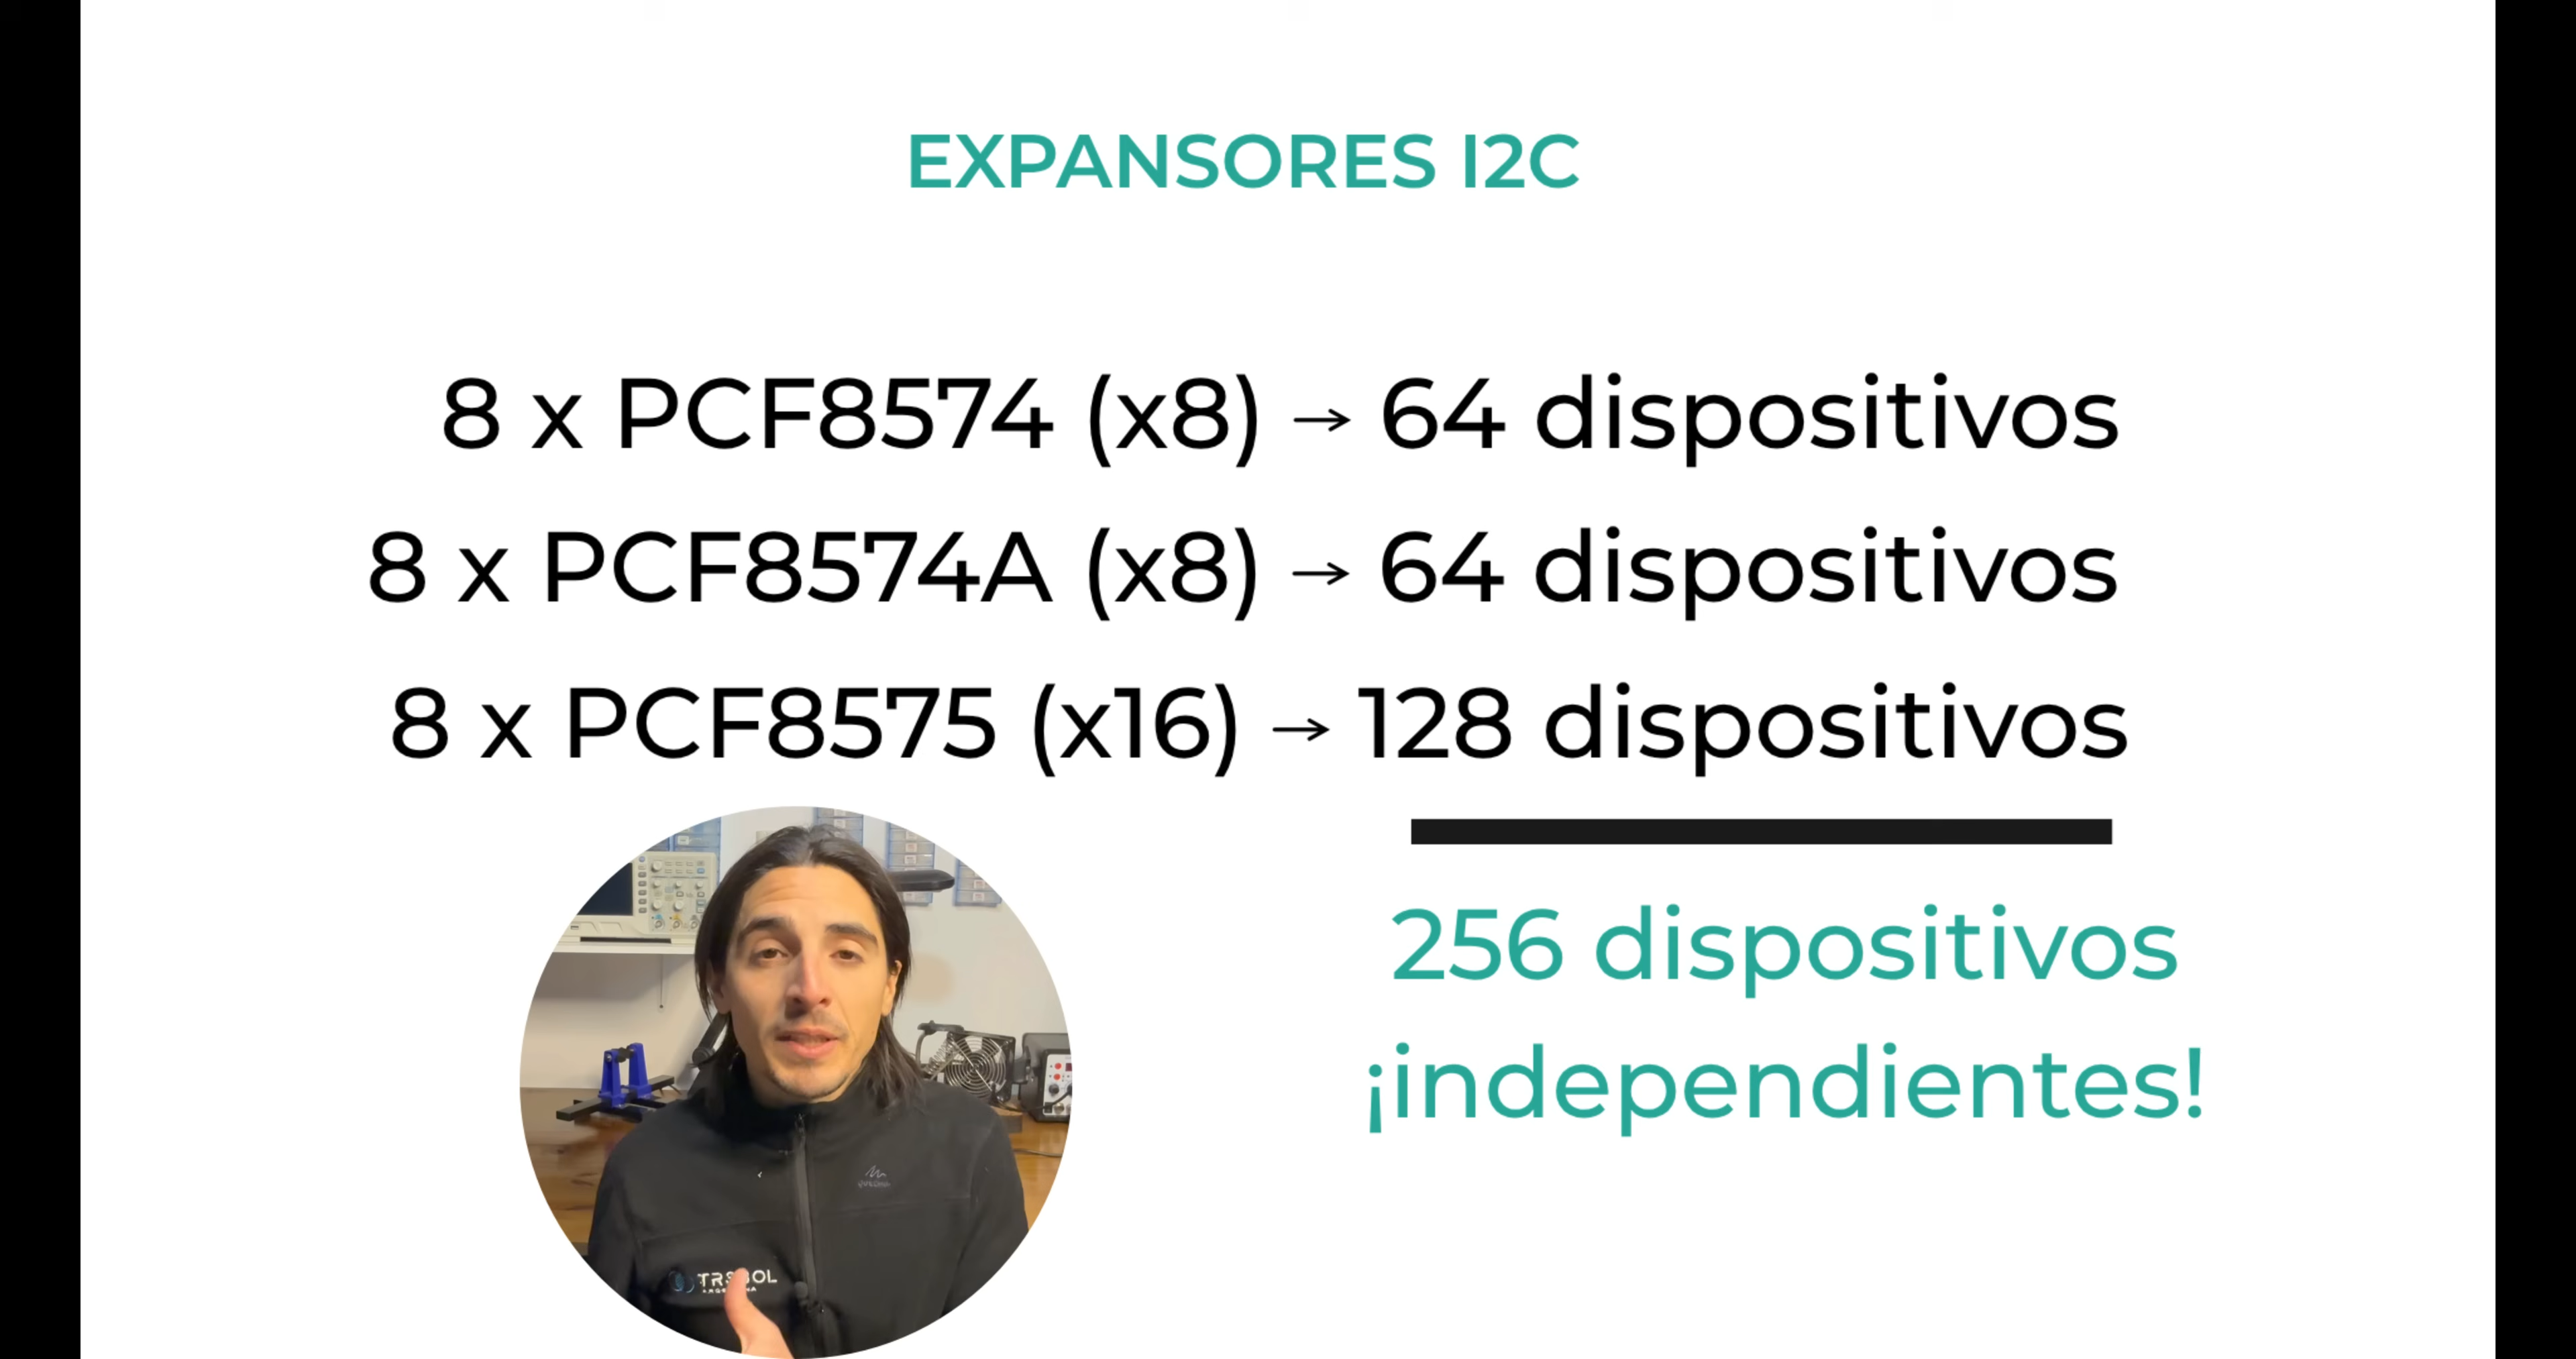 EXPANSORES I2C
8 x PCF8574 (x8) → 64 dispositivos
8 x PCF8574A (x8) → 64 dispositivos
8 x PCF8575 (x16) → 128 dispositivos
256 dispositivos
¡independientes!